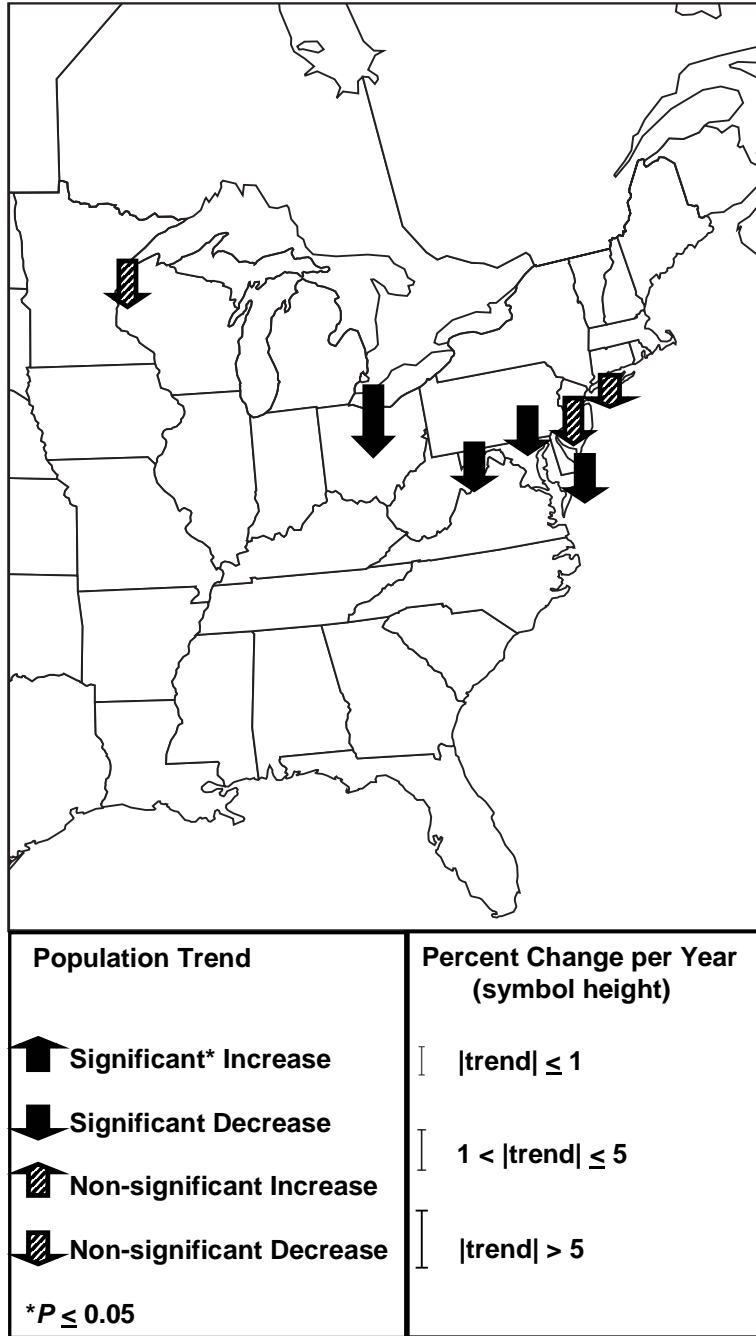 Population Trend
Significant* Increase
Significant Decrease
Non-significant Increase
Non-significant Decrease
*P ≤ 0.05
Percent Change per Year
(symbol height)
|trend| ≤ 1
1 < |trend| ≤ 5
|trend| > 5